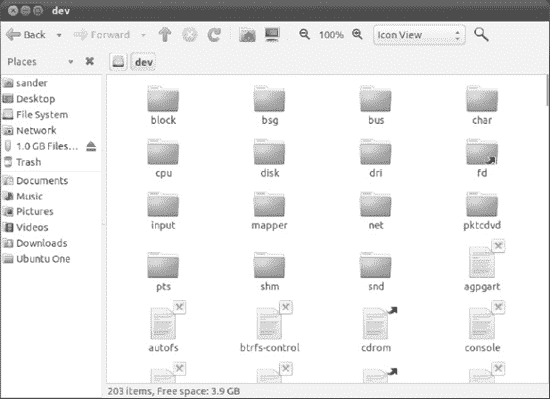 dev
Back Forward 100% Icon View
Places dev
sander
Desktop
File System
Network
1.0 GB Files...
Trash
Documents
Music
Pictures
Videos
Downloads
Ubuntu One
block bsg bus char
cpu disk dri fd
input mapper net pktcdvd
pts shm snd agpgart
autofs btrfs-control cdrom console
203 items, Free space: 3.9 GB